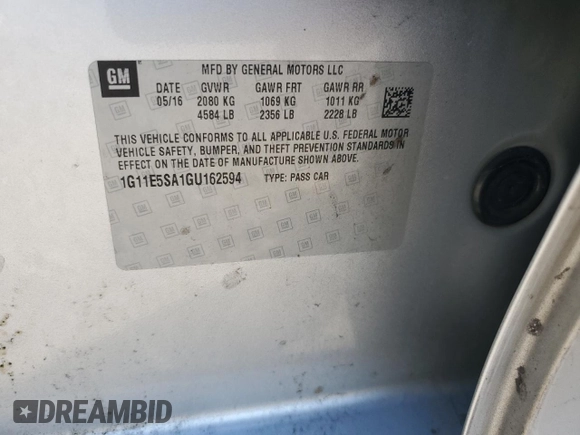 GM
MFD BY GENERAL MOTORS LLC
DATE GVWR GAWR FRT GAWR RR
05/16 2080 KG 1069 KG 1011 KG
4584 LB 2356 LB 2228 LB
THIS VEHICLE CONFORMS TO ALL APPLICABLE U.S. FEDERAL MOTOR
VEHICLE SAFETY, BUMPER, AND THEFT PREVENTION STANDARDS IN
EFFECT ON THE DATE OF MANUFACTURE SHOWN ABOVE.
1G11E5SA1GU162594 TYPE: PASS CAR
DREAMBID